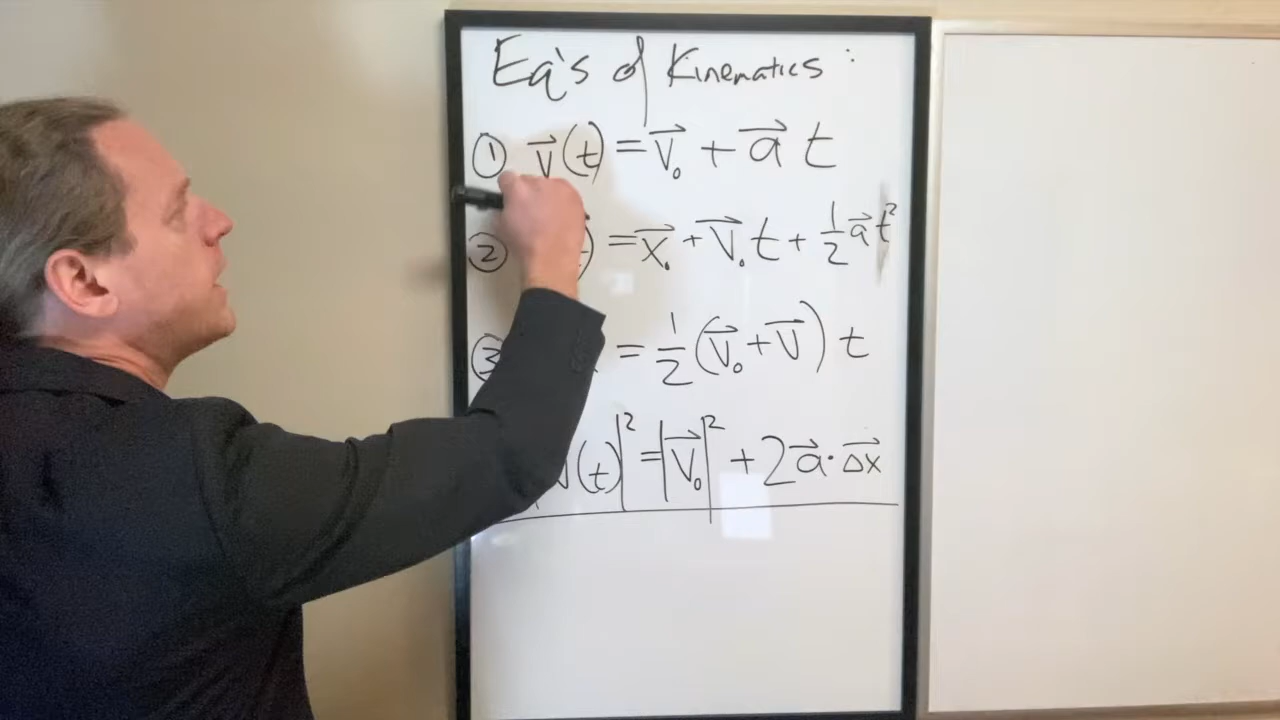 Eq's of Kinematics :
① v⃗(t) = v⃗₀ + a⃗ t
② ) = x⃗₀ + v⃗₀ t + ½ a⃗ t²
③ = ½ (v⃗₀ + v⃗) t
v(t)|² = |v⃗₀|² + 2 a⃗ · Δx⃗